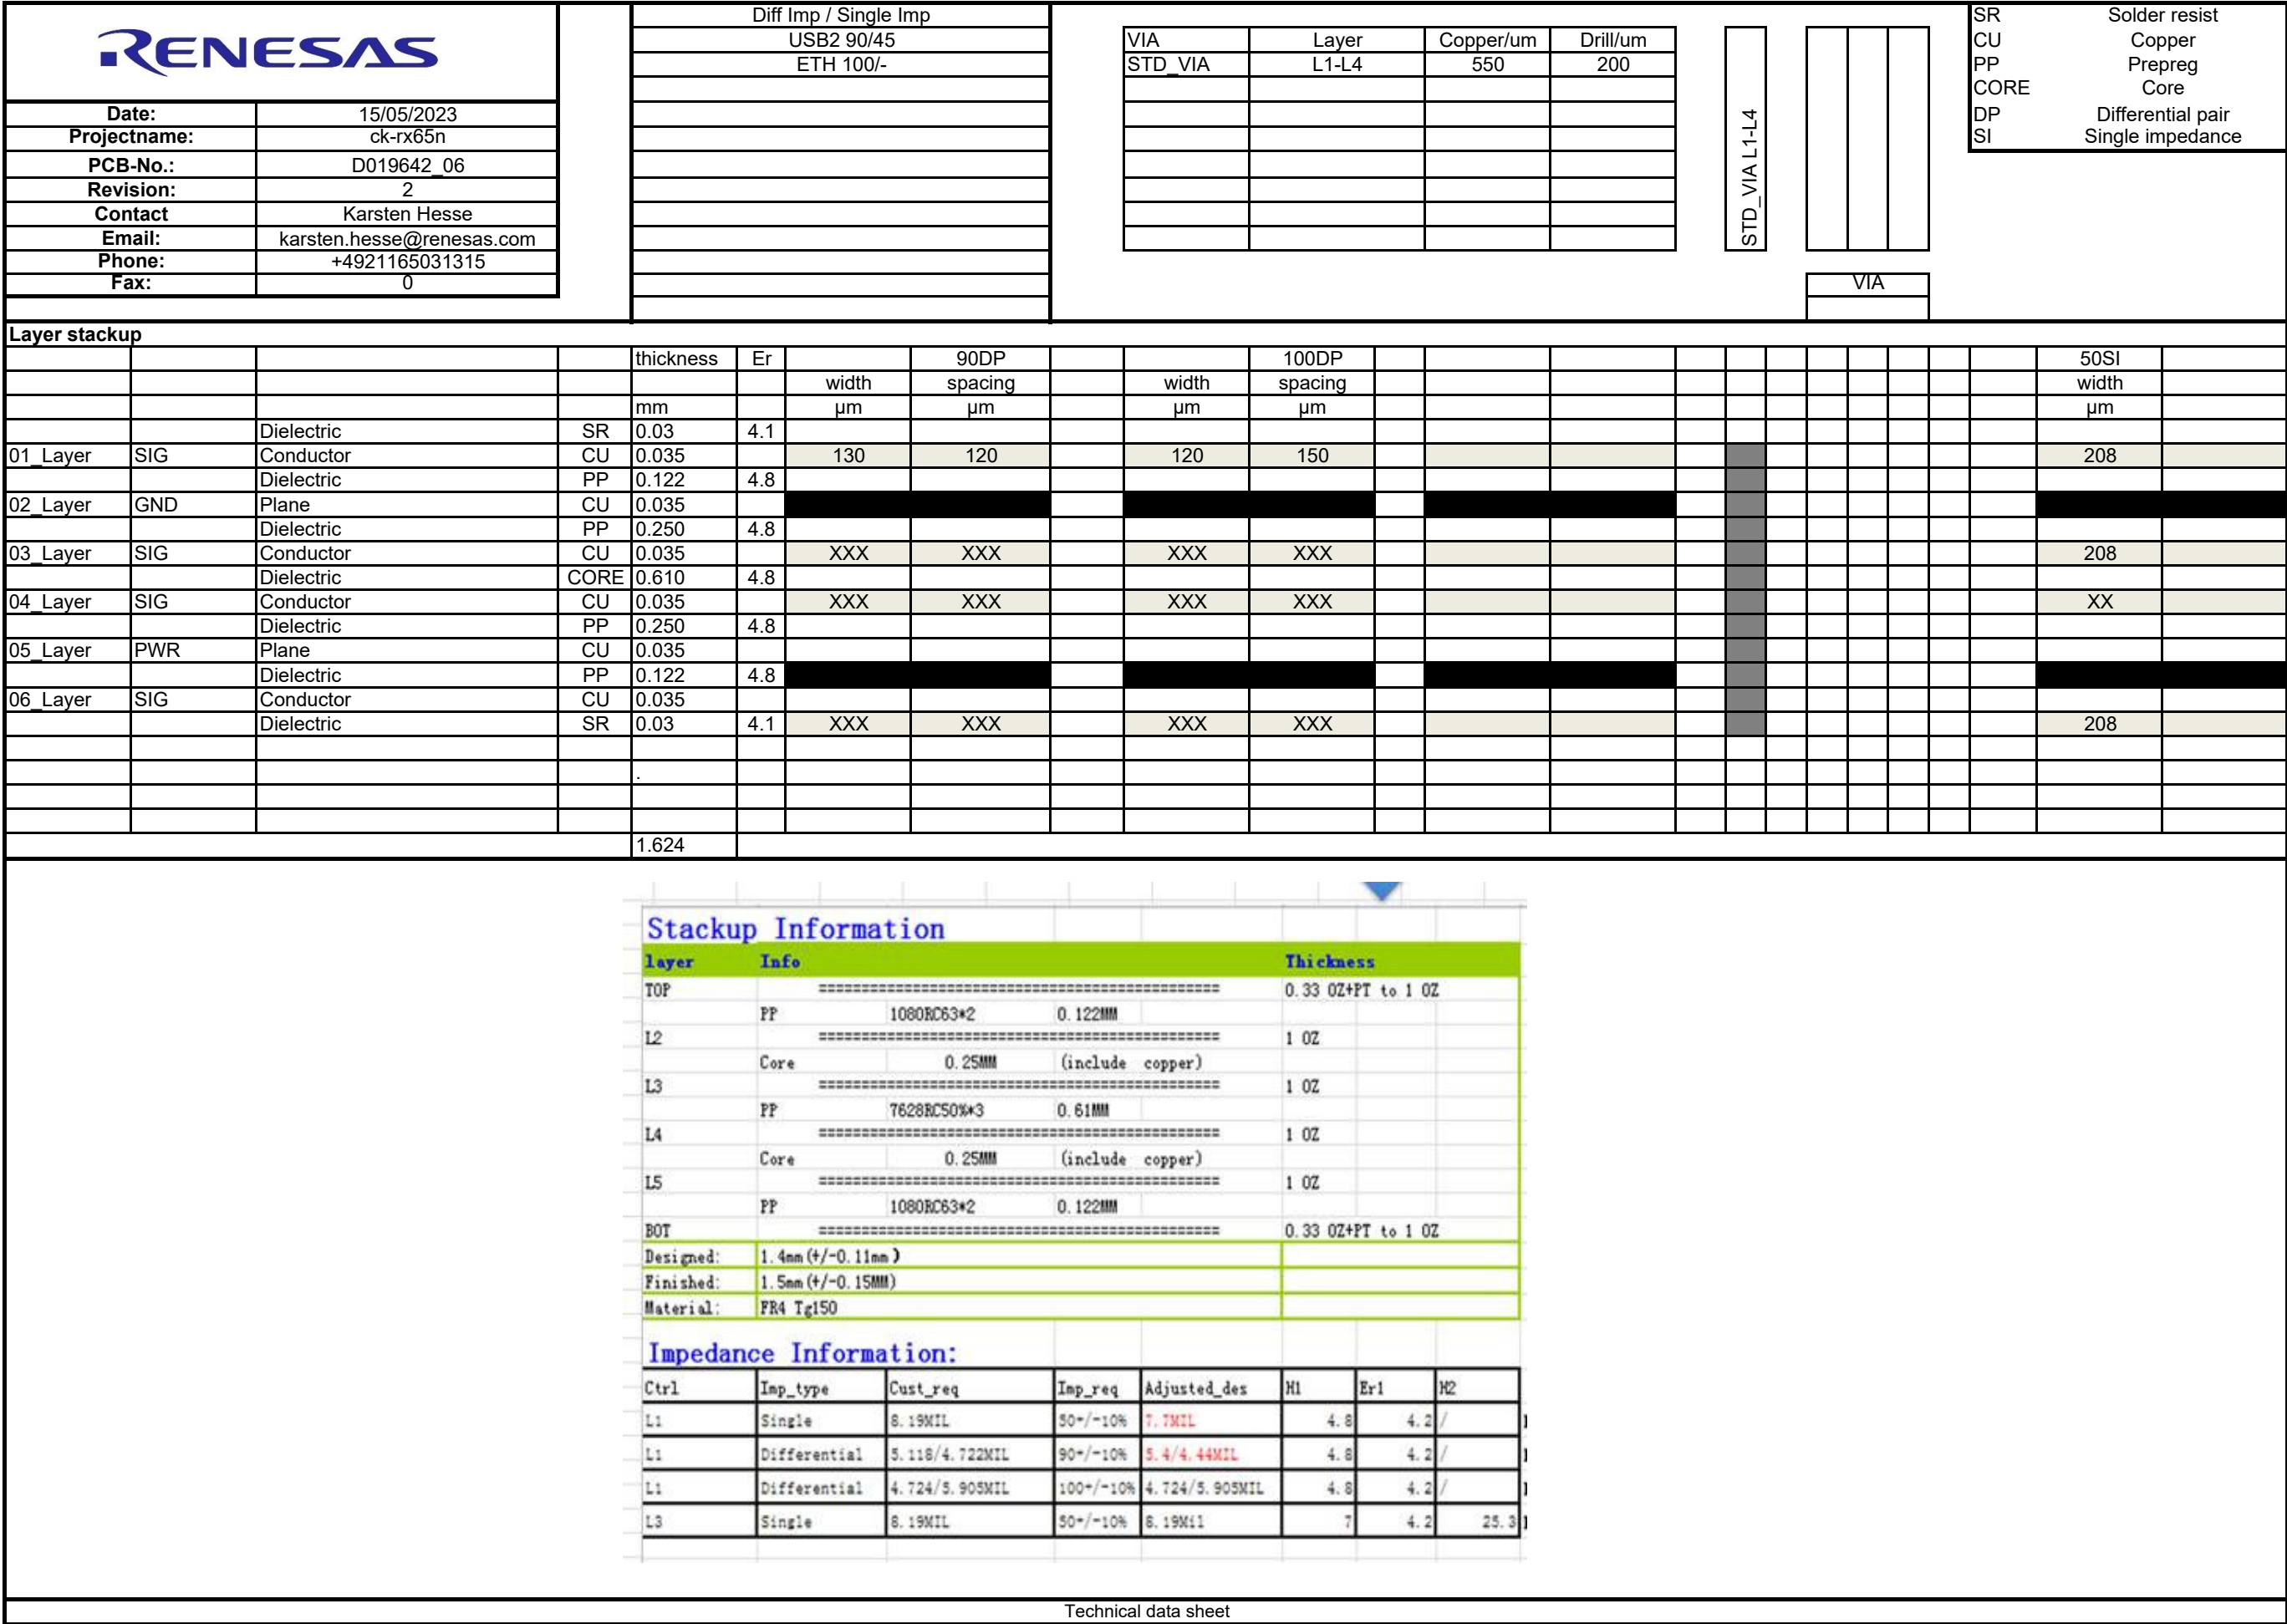 RENESAS
Date: 15/05/2023
Projectname: ck-rx65n
PCB-No.: D019642_06
Revision: 2
Contact Karsten Hesse
Email: karsten.hesse@renesas.com
Phone: +4921165031315
Fax: 0
Diff Imp / Single Imp
USB2 90/45
ETH 100/-
VIA Layer Copper/um Drill/um
STD_VIA L1-L4 550 200
STD_VIA L1-L4
VIA
SR Solder resist
CU Copper
PP Prepreg
CORE Core
DP Differential pair
SI Single impedance
Layer stackup
thickness Er 90DP 100DP 50SI
width spacing width spacing width
mm µm µm µm µm µm
Dielectric SR 0.03 4.1
01_Layer SIG Conductor CU 0.035 130 120 120 150 208
Dielectric PP 0.122 4.8
02_Layer GND Plane CU 0.035
Dielectric PP 0.250 4.8
03_Layer SIG Conductor CU 0.035 XXX XXX XXX XXX 208
Dielectric CORE 0.610 4.8
04_Layer SIG Conductor CU 0.035 XXX XXX XXX XXX XX
Dielectric PP 0.250 4.8
05_Layer PWR Plane CU 0.035
Dielectric PP 0.122 4.8
06_Layer SIG Conductor CU 0.035
Dielectric SR 0.03 4.1 XXX XXX XXX XXX 208
.
1.624
Stackup Information
layer Info Thickness
TOP =============================================== 0.33 OZ+PT to 1 OZ
PP 1080RC63*2 0.122MM
L2 =============================================== 1 OZ
Core 0.25MM (include copper)
L3 =============================================== 1 OZ
PP 7628RC50%*3 0.61MM
L4 =============================================== 1 OZ
Core 0.25MM (include copper)
L5 =============================================== 1 OZ
PP 1080RC63*2 0.122MM
BOT =============================================== 0.33 OZ+PT to 1 OZ
Designed: 1.4mm(+/-0.11mm)
Finished: 1.5mm(+/-0.15MM)
Material: FR4 Tg150
Impedance Information:
Ctrl Imp_type Cust_req Imp_req Adjusted_des H1 Er1 H2
L1 Single 8.19MIL 50+/-10% 7.7MIL 4.8 4.2 /
L1 Differential 5.118/4.722MIL 90+/-10% 5.4/4.44MIL 4.8 4.2 /
L1 Differential 4.724/5.905MIL 100+/-10% 4.724/5.905MIL 4.8 4.2 /
L3 Single 8.19MIL 50+/-10% 8.19Mil 7 4.2 25.3
Technical data sheet